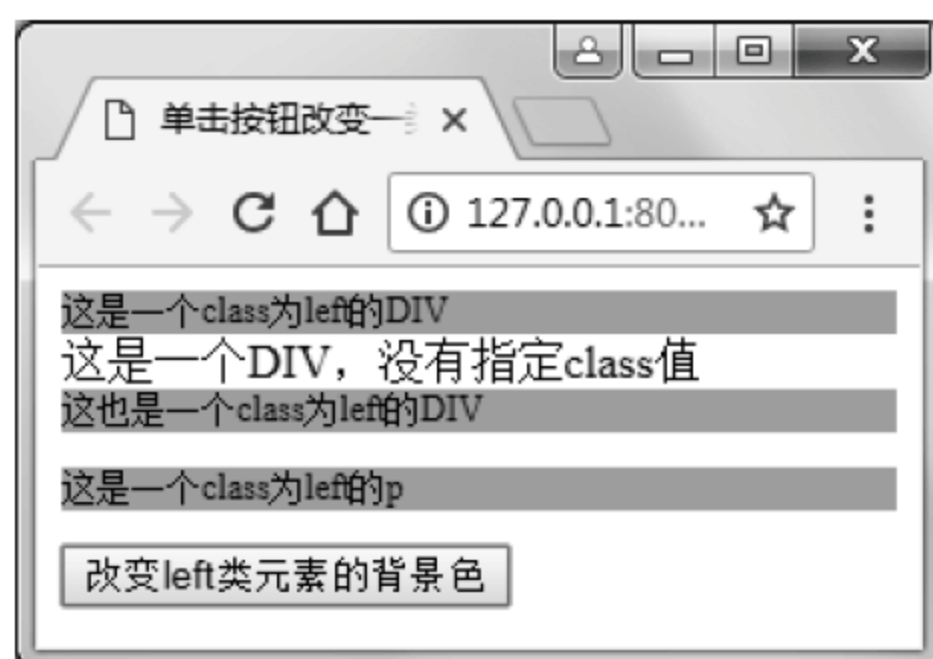 单击按钮改变一
127.0.0.1:80...
这是一个class为left的DIV
这是一个DIV，没有指定class值
这也是一个class为left的DIV
这是一个class为left的p
改变left类元素的背景色